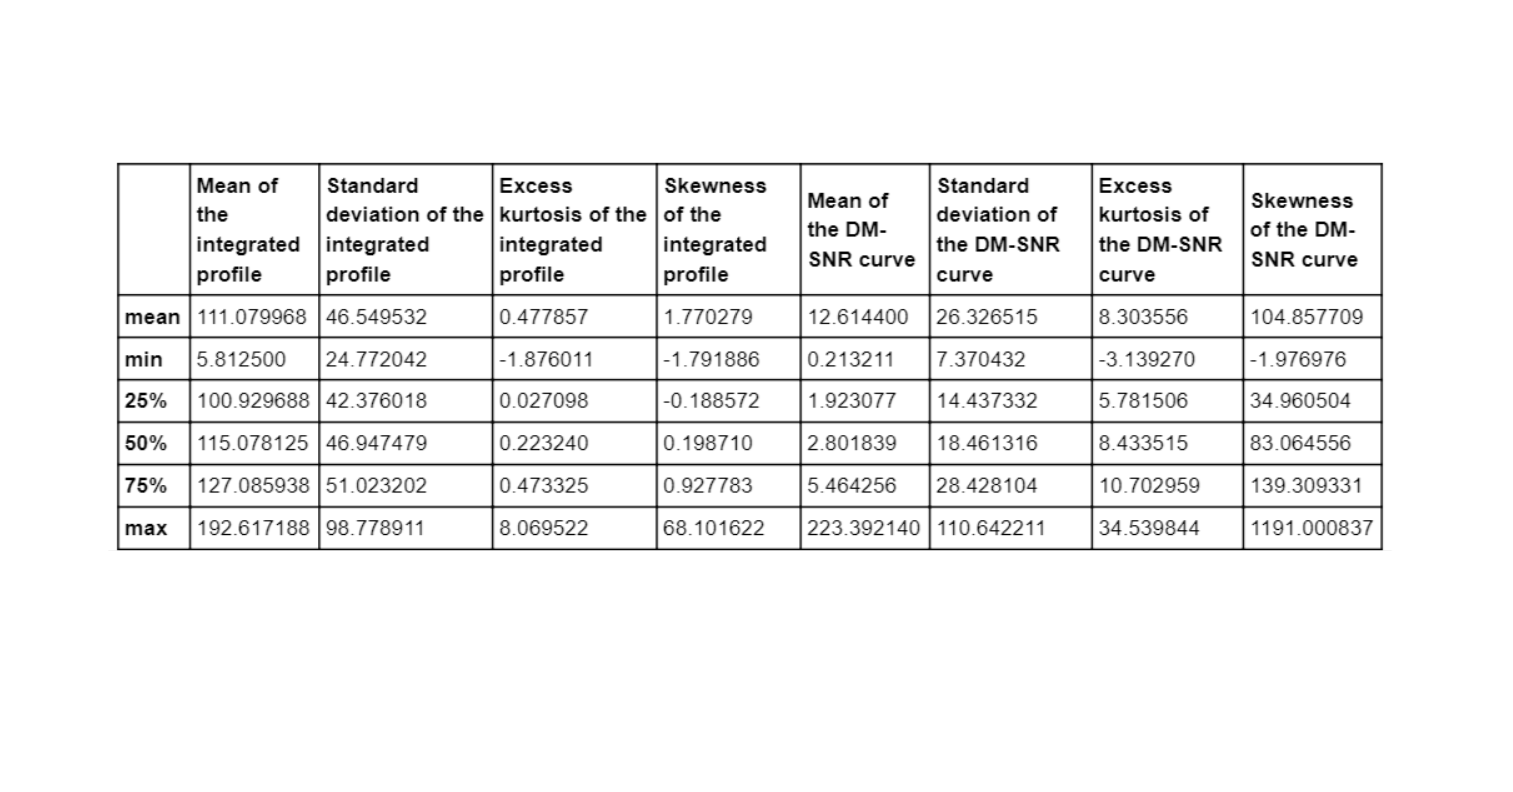 Mean of the integrated profile Standard deviation of the integrated profile Excess kurtosis of the integrated profile Skewness of the integrated profile Mean of the DM-SNR curve Standard deviation of the DM-SNR curve Excess kurtosis of the DM-SNR curve Skewness of the DM-SNR curve
mean 111.079968 46.549532 0.477857 1.770279 12.614400 26.326515 8.303556 104.857709
min 5.812500 24.772042 -1.876011 -1.791886 0.213211 7.370432 -3.139270 -1.976976
25% 100.929688 42.376018 0.027098 -0.188572 1.923077 14.437332 5.781506 34.960504
50% 115.078125 46.947479 0.223240 0.198710 2.801839 18.461316 8.433515 83.064556
75% 127.085938 51.023202 0.473325 0.927783 5.464256 28.428104 10.702959 139.309331
max 192.617188 98.778911 8.069522 68.101622 223.392140 110.642211 34.539844 1191.000837